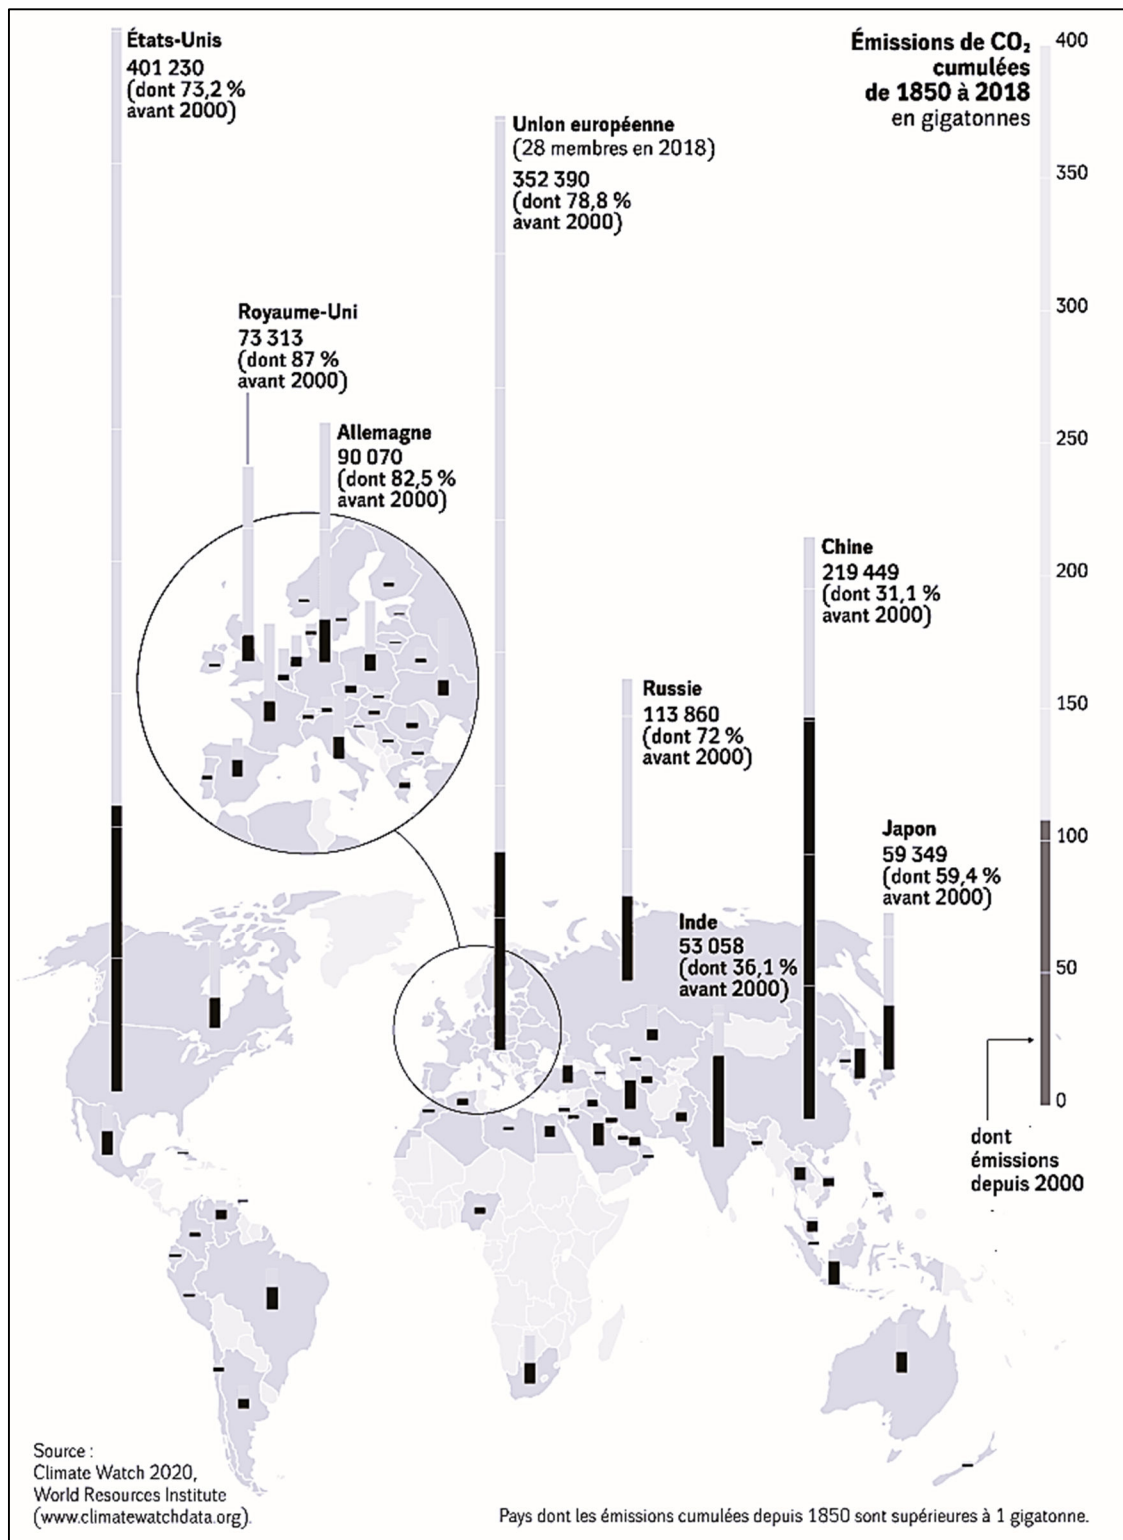 États-Unis
401 230
(dont 73,2 %
avant 2000)
Émissions de CO₂
cumulées
de 1850 à 2018
en gigatonnes
400
350
300
250
200
150
100
50
0
Union européenne
(28 membres en 2018)
352 390
(dont 78,8 %
avant 2000)
Royaume-Uni
73 313
(dont 87 %
avant 2000)
Allemagne
90 070
(dont 82,5 %
avant 2000)
Chine
219 449
(dont 31,1 %
avant 2000)
Russie
113 860
(dont 72 %
avant 2000)
Japon
59 349
(dont 59,4 %
avant 2000)
Inde
53 058
(dont 36,1 %
avant 2000)
dont
émissions
depuis 2000
Source :
Climate Watch 2020,
World Resources Institute
(www.climatewatchdata.org).
Pays dont les émissions cumulées depuis 1850 sont supérieures à 1 gigatonne.